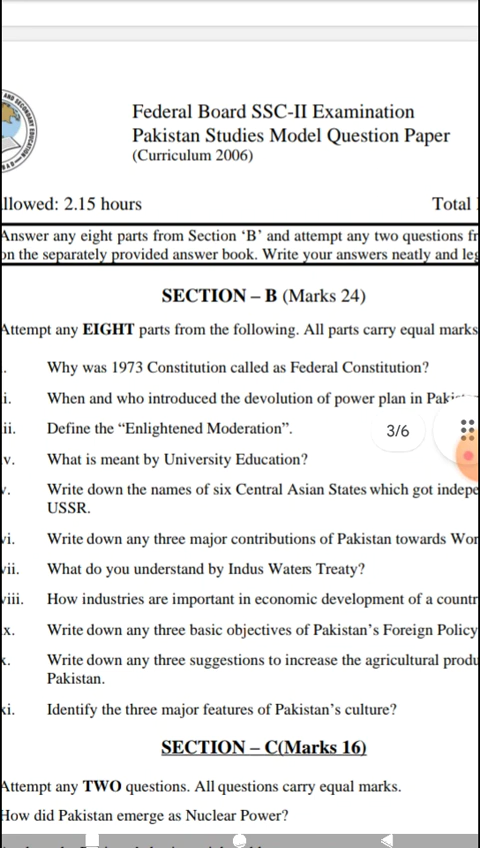 AND SECONDARY EDUCATION
Federal Board SSC-II Examination
Pakistan Studies Model Question Paper
(Curriculum 2006)
llowed: 2.15 hours Total
Answer any eight parts from Section ‘B’ and attempt any two questions fr
on the separately provided answer book. Write your answers neatly and leg
SECTION – B (Marks 24)
Attempt any EIGHT parts from the following. All parts carry equal marks
. Why was 1973 Constitution called as Federal Constitution?
i. When and who introduced the devolution of power plan in Paki
ii. Define the “Enlightened Moderation”.
3/6
v. What is meant by University Education?
v. Write down the names of six Central Asian States which got indepe
USSR.
vi. Write down any three major contributions of Pakistan towards Wor
vii. What do you understand by Indus Waters Treaty?
viii. How industries are important in economic development of a countr
x. Write down any three basic objectives of Pakistan’s Foreign Policy
x. Write down any three suggestions to increase the agricultural produ
Pakistan.
xi. Identify the three major features of Pakistan’s culture?
SECTION – C(Marks 16)
Attempt any TWO questions. All questions carry equal marks.
How did Pakistan emerge as Nuclear Power?